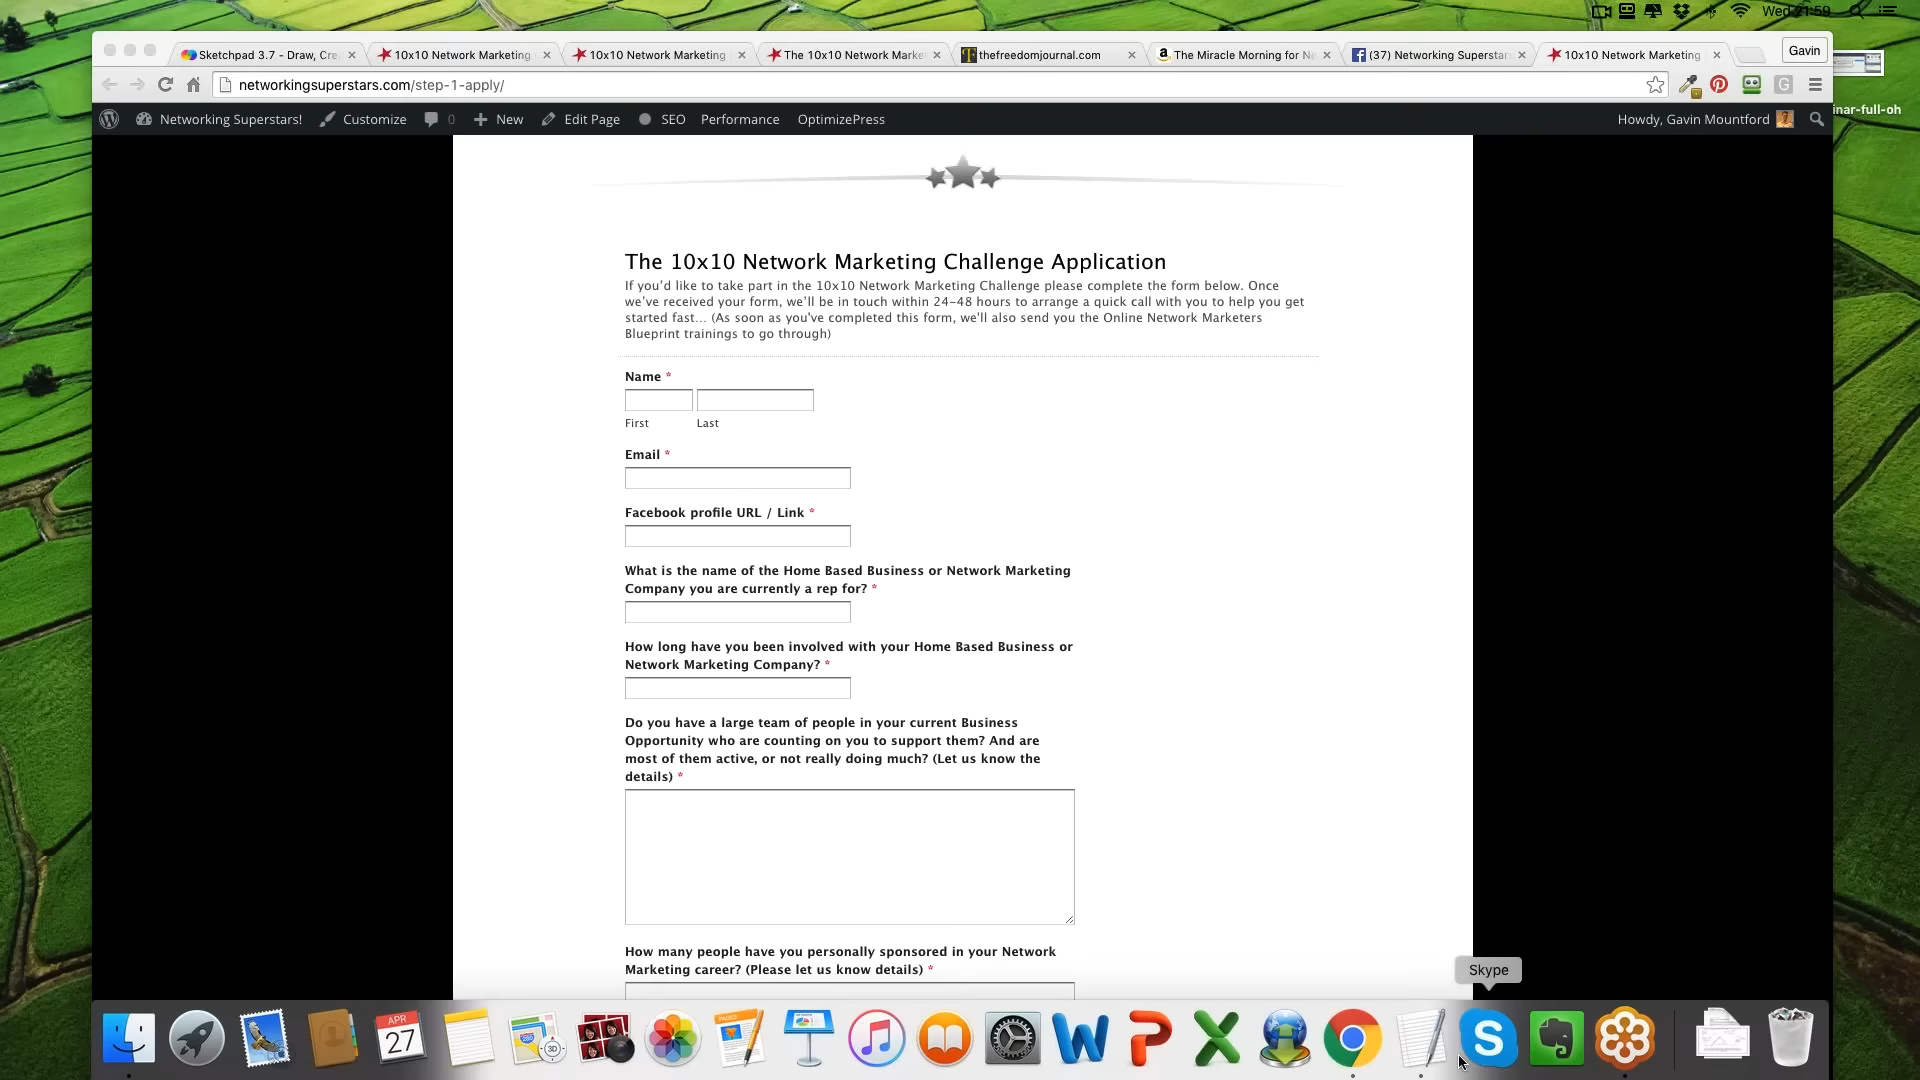 Wed 21:59
Sketchpad 3.7 - Draw, Cre
10x10 Network Marketing
10x10 Network Marketing
The 10x10 Network Marke
thefreedomjournal.com
The Miracle Morning for Ne
(37) Networking Superstar
10x10 Network Marketing
Gavin
networkingsuperstars.com/step-1-apply/
inar-full-oh
Networking Superstars!
Customize
0
New
Edit Page
SEO
Performance
OptimizePress
Howdy, Gavin Mountford
The 10x10 Network Marketing Challenge Application
If you’d like to take part in the 10x10 Network Marketing Challenge please complete the form below. Once
we’ve received your form, we’ll be in touch within 24-48 hours to arrange a quick call with you to help you get
started fast... (As soon as you've completed this form, we'll also send you the Online Network Marketers
Blueprint trainings to go through)
Name *
First
Last
Email *
Facebook profile URL / Link *
What is the name of the Home Based Business or Network Marketing
Company you are currently a rep for? *
How long have you been involved with your Home Based Business or
Network Marketing Company? *
Do you have a large team of people in your current Business
Opportunity who are counting on you to support them? And are
most of them active, or not really doing much? (Let us know the
details) *
How many people have you personally sponsored in your Network
Marketing career? (Please let us know details) *
Skype
APR
27
PAGES
280
3D